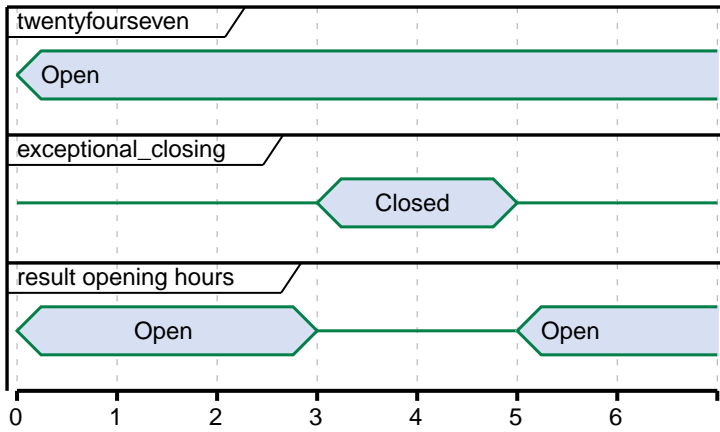 twentyfourseven
Open
exceptional_closing
Closed
result opening hours
Open Open
0 1 2 3 4 5 6